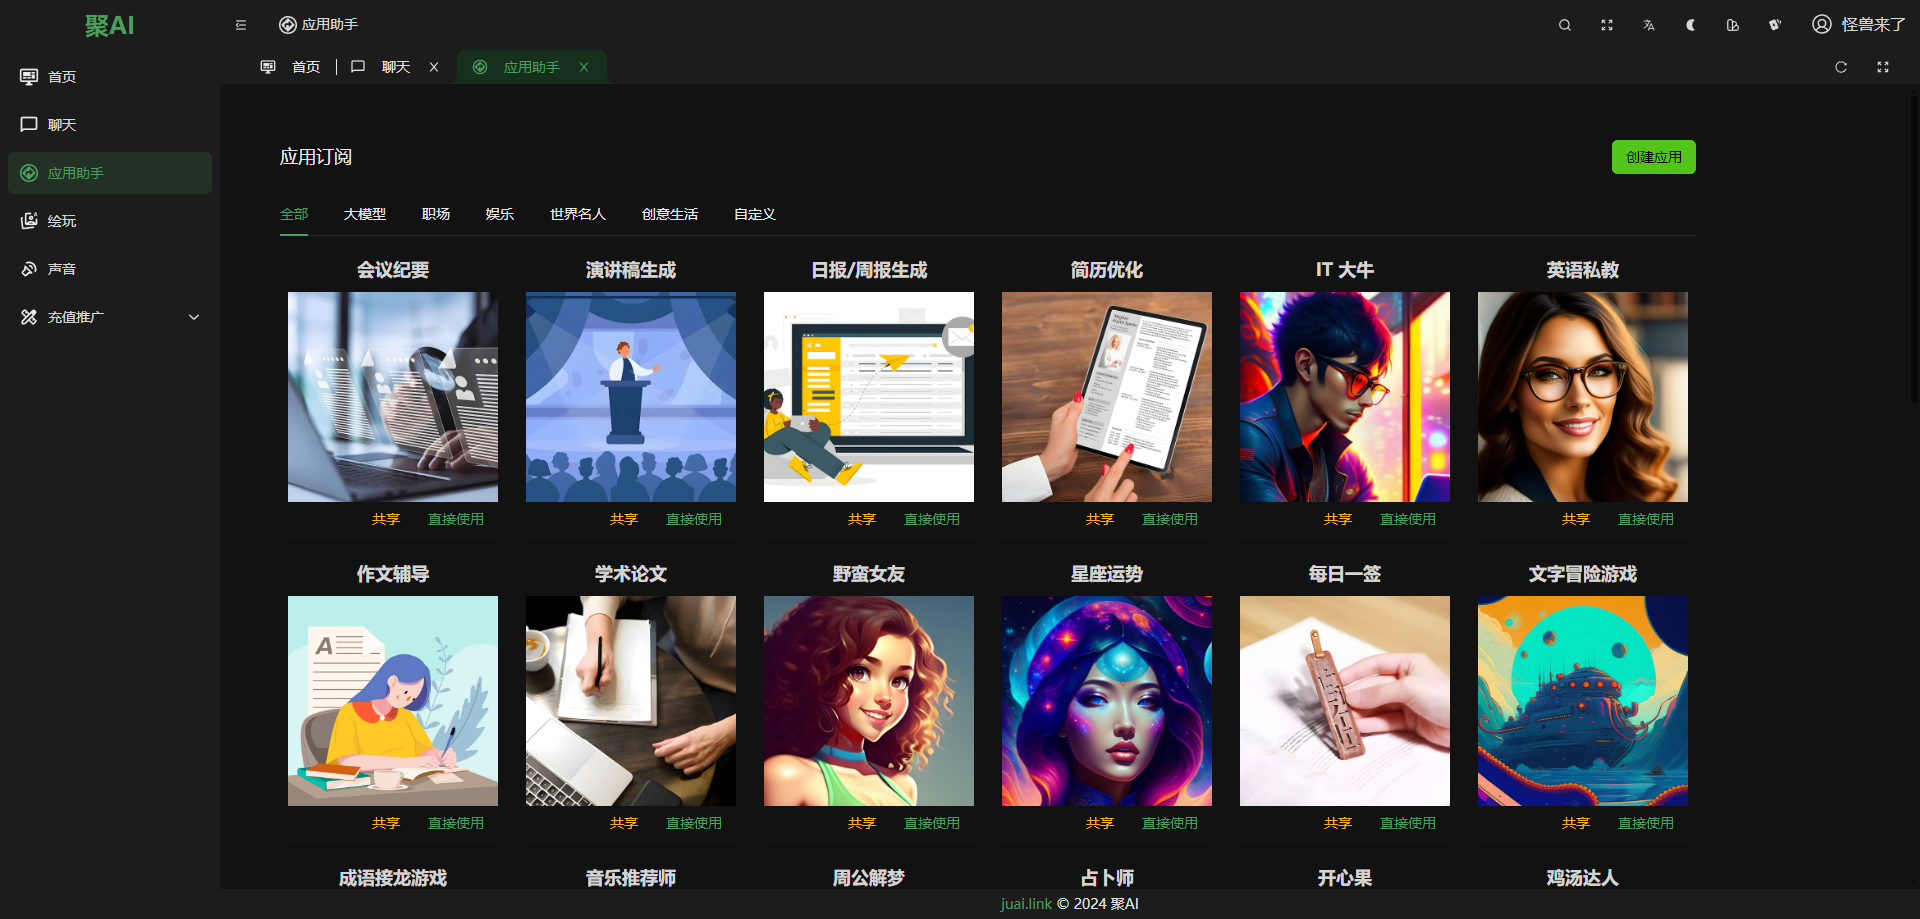 聚AI
应用助手
怪兽来了
首页
聊天
应用助手
首页
聊天
应用助手
绘玩
声音
充值推广
应用订阅
创建应用
全部 大模型 职场 娱乐 世界名人 创意生活 自定义
会议纪要 演讲稿生成 日报/周报生成 简历优化 IT 大牛 英语私教
共享 直接使用 共享 直接使用 共享 直接使用 共享 直接使用 共享 直接使用 共享 直接使用
作文辅导 学术论文 野蛮女友 星座运势 每日一签 文字冒险游戏
A
共享 直接使用 共享 直接使用 共享 直接使用 共享 直接使用 共享 直接使用 共享 直接使用
成语接龙游戏 音乐推荐师 周公解梦 占卜师 开心果 鸡汤达人
juai.link © 2024 聚AI